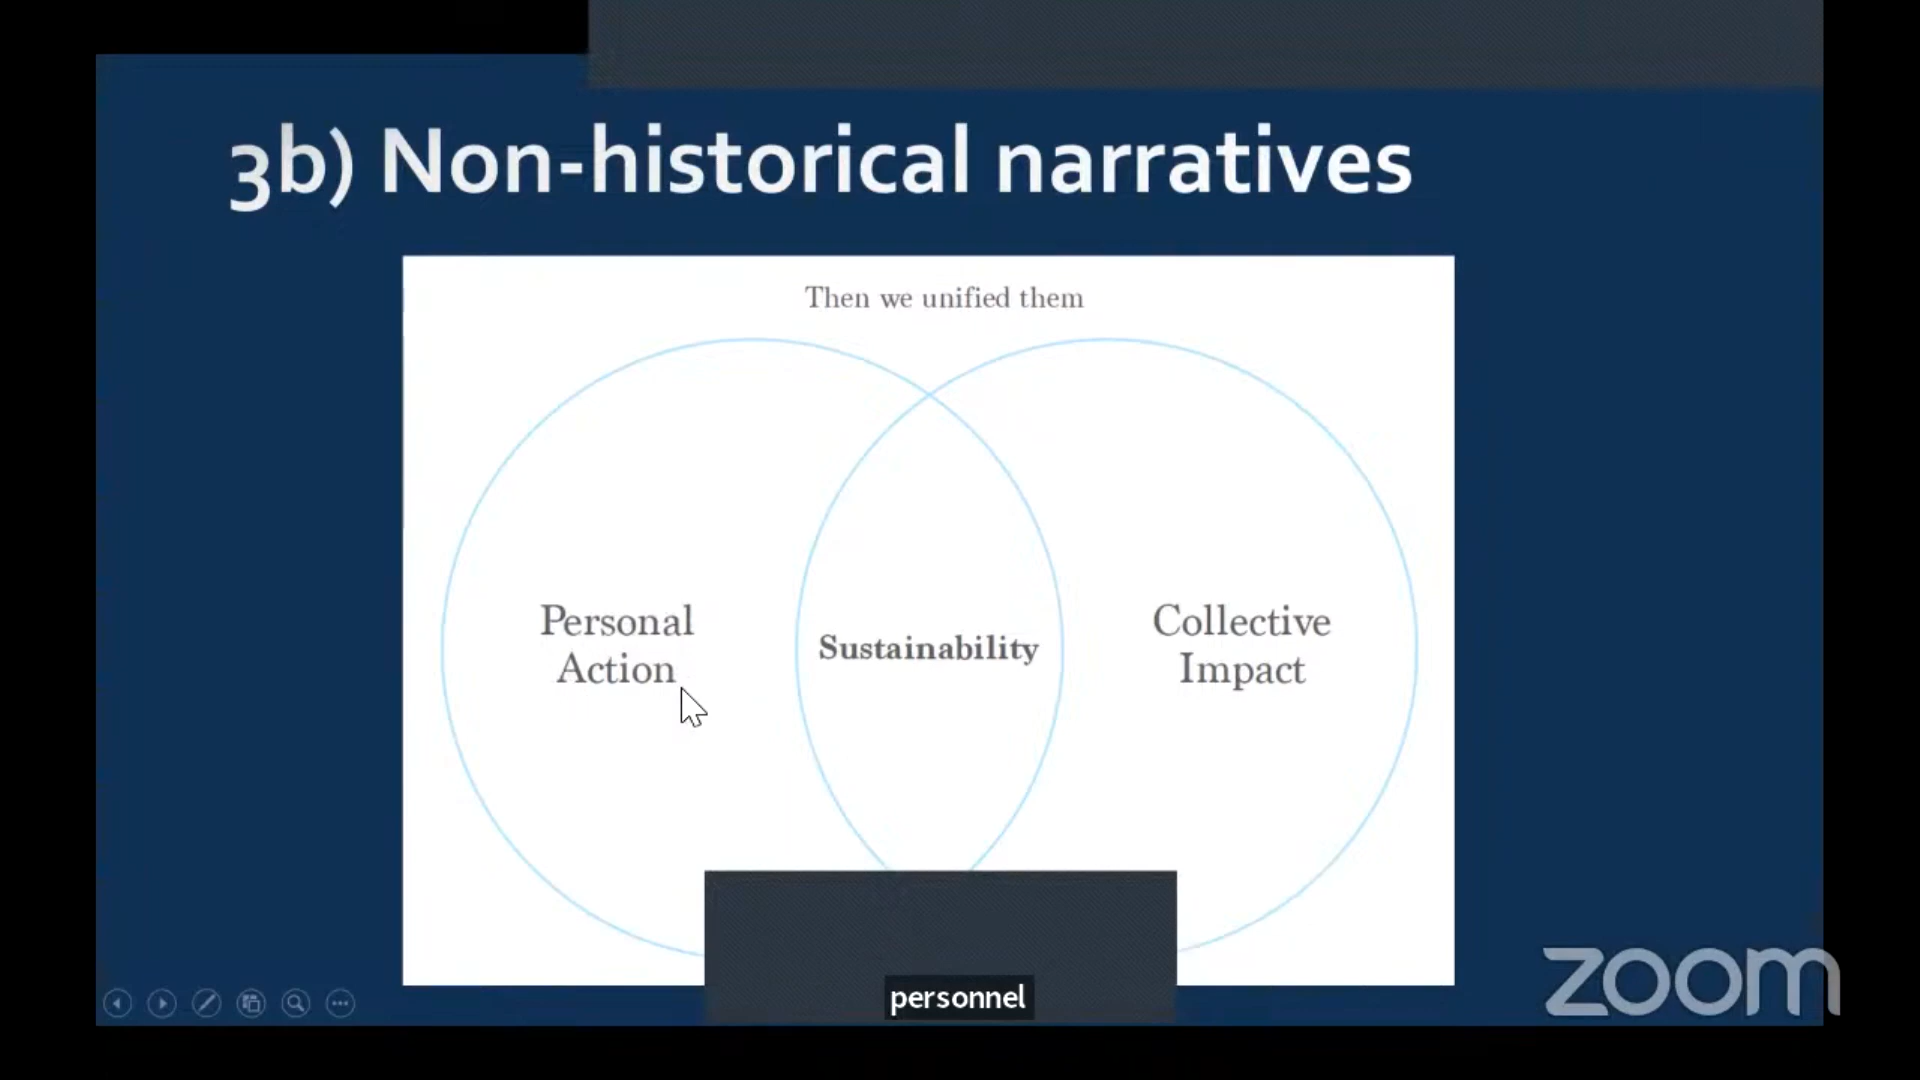 3b) Non-historical narratives
Then we unified them
Personal
Action
Sustainability
Collective
Impact
personnel
zoom